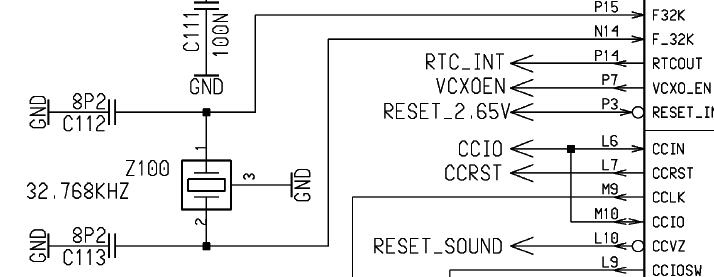 P15 F32K
C111 100N
N14 F_32K
RTC_INT P14 RTCOUT
GND
VCXOEN P7 VCXO_EN
GND 8P2 C112
RESET_2.65V P3 RESET_IN
CCIO L6 CCIN
1
Z100
CCRST L7 CCRST
3 GND
32.768KHZ
M9 CCLK
2
M10 CCIO
GND 8P2 C113
RESET_SOUND L10 CCVZ
L9 CCIOSW